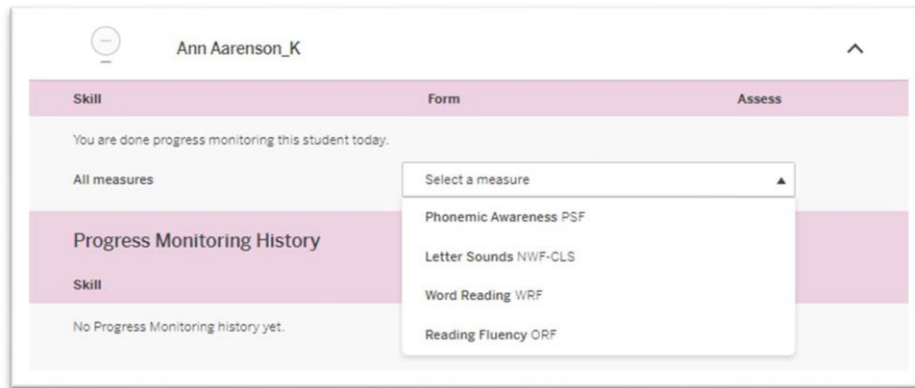 Ann Aarenson_K
Skill Form Assess
You are done progress monitoring this student today.
All measures Select a measure
Phonemic Awareness PSF
Progress Monitoring History
Letter Sounds NWF-CLS
Skill
Word Reading WRF
No Progress Monitoring history yet.
Reading Fluency ORF